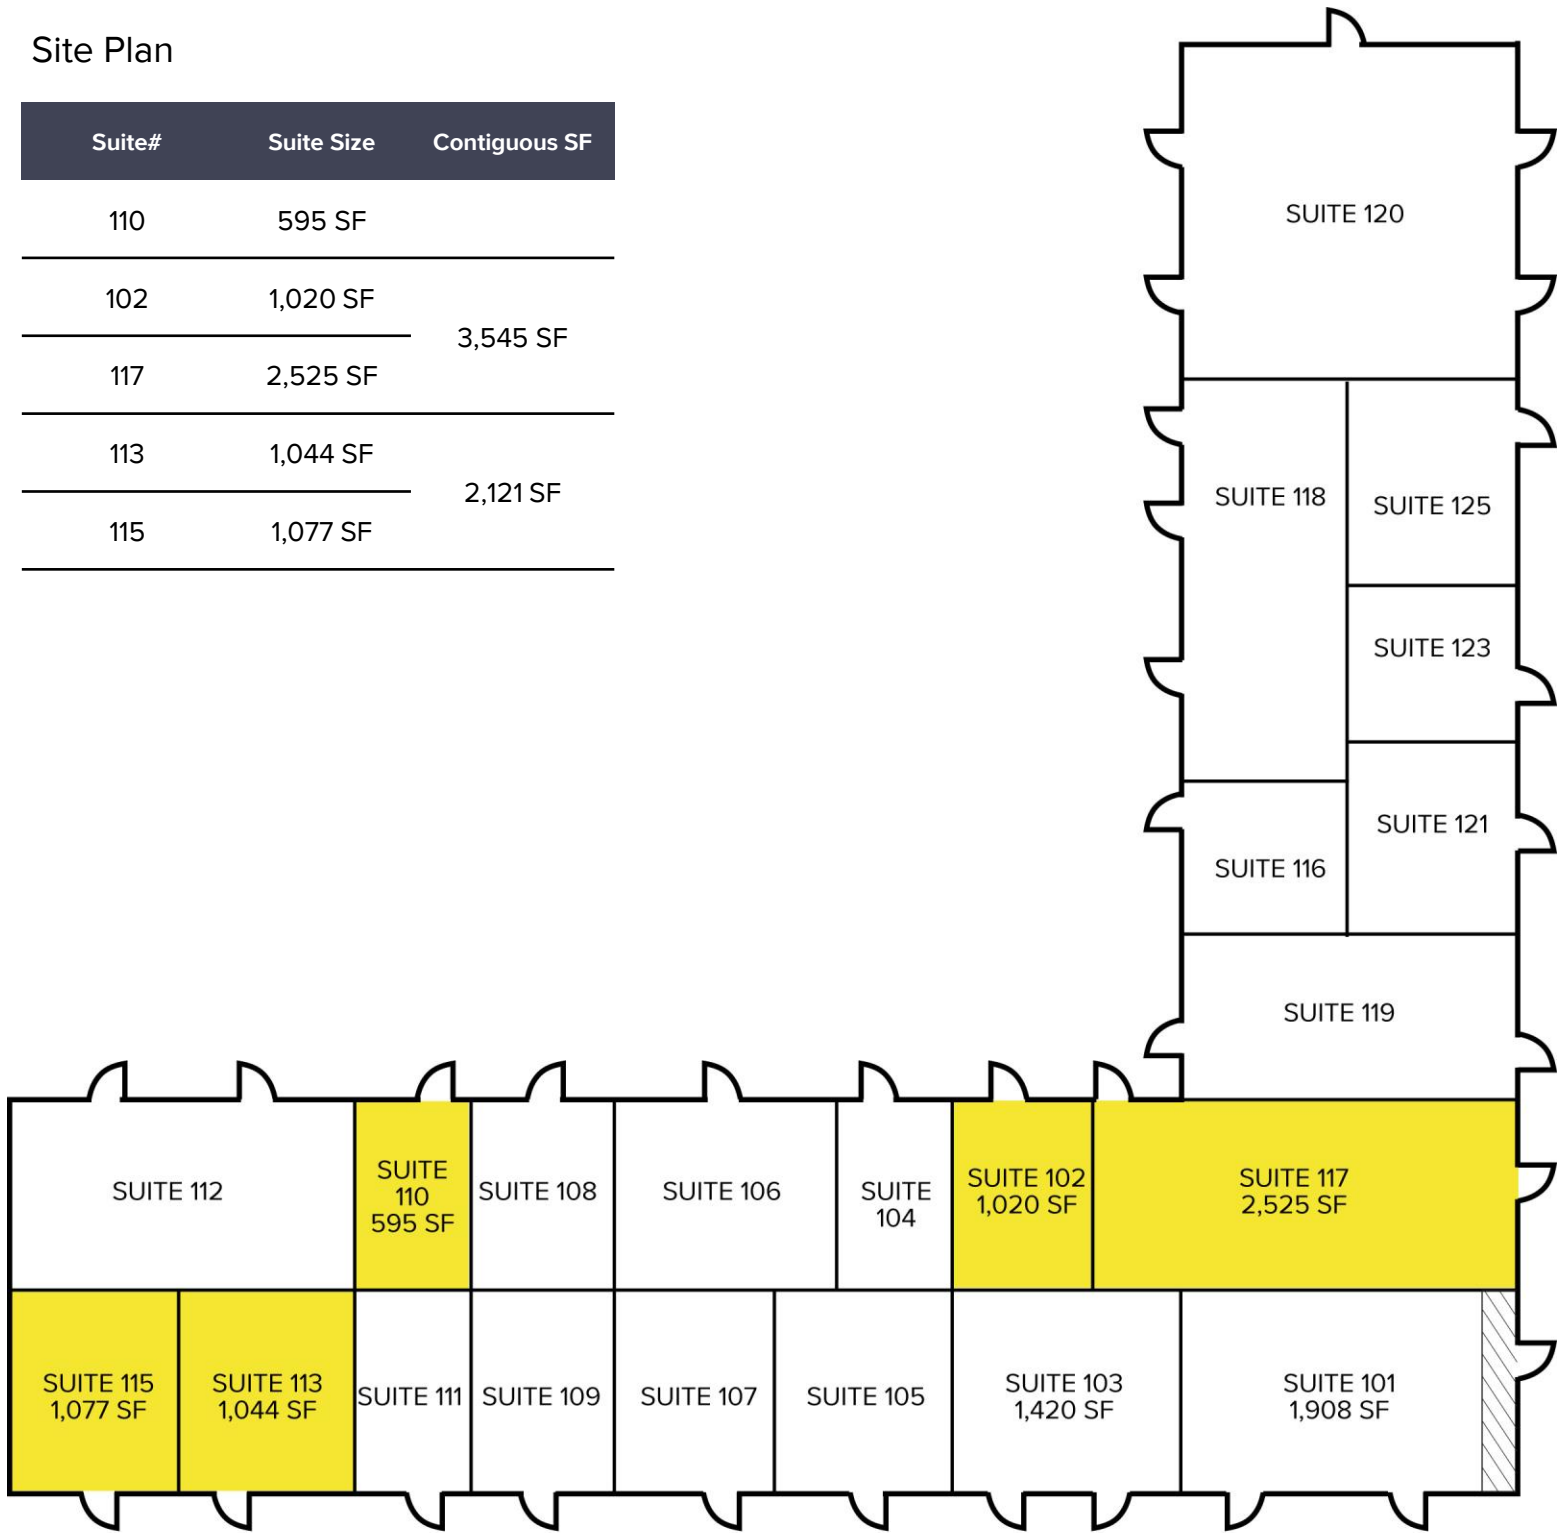 Site Plan
Suite# Suite Size Contiguous SF
110 595 SF
102 1,020 SF
3,545 SF
117 2,525 SF
113 1,044 SF
2,121 SF
115 1,077 SF
SUITE 120
SUITE 118
SUITE 125
SUITE 123
SUITE 121
SUITE 116
SUITE 119
SUITE 112
SUITE
110
595 SF
SUITE 108
SUITE 106
SUITE
104
SUITE 102
1,020 SF
SUITE 117
2,525 SF
SUITE 115
1,077 SF
SUITE 113
1,044 SF
SUITE 111
SUITE 109
SUITE 107
SUITE 105
SUITE 103
1,420 SF
SUITE 101
1,908 SF